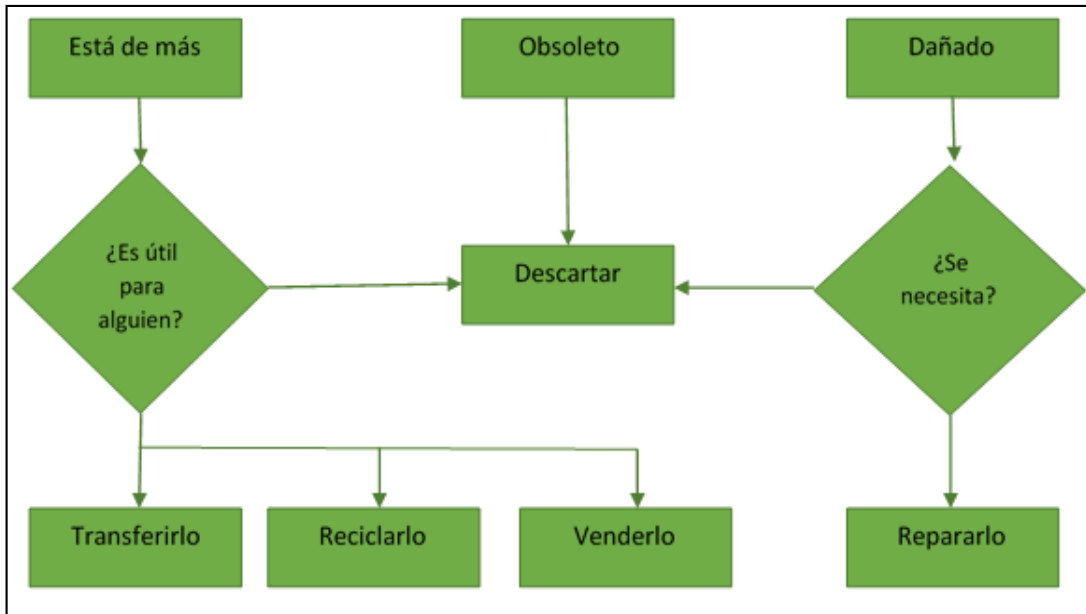 Está de más
Obsoleto
Dañado
¿Es útil
para
alguien?
Descartar
¿Se
necesita?
Transferirlo
Reciclarlo
Venderlo
Repararlo